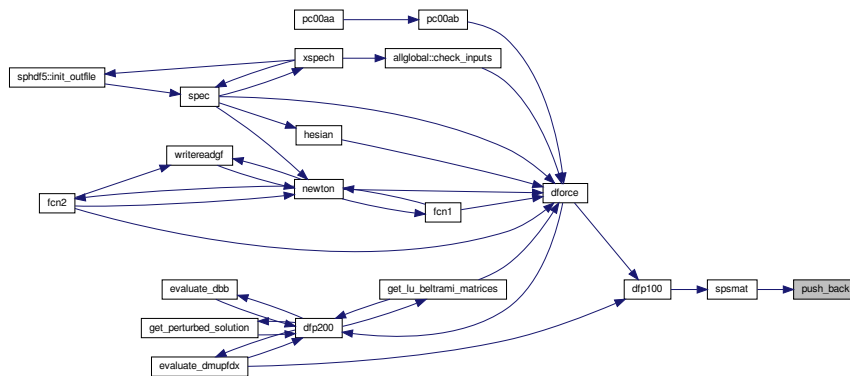 pc00aa
pc00ab
xspech
allglobal::check_inputs
sphdf5::init_outfile
spec
hesian
writereadgf
newton
dforce
fcn2
fcn1
evaluate_dbb
get_lu_beltrami_matrices
dfp100
spsmat
push_back
get_perturbed_solution
dfp200
evaluate_dmupfdx